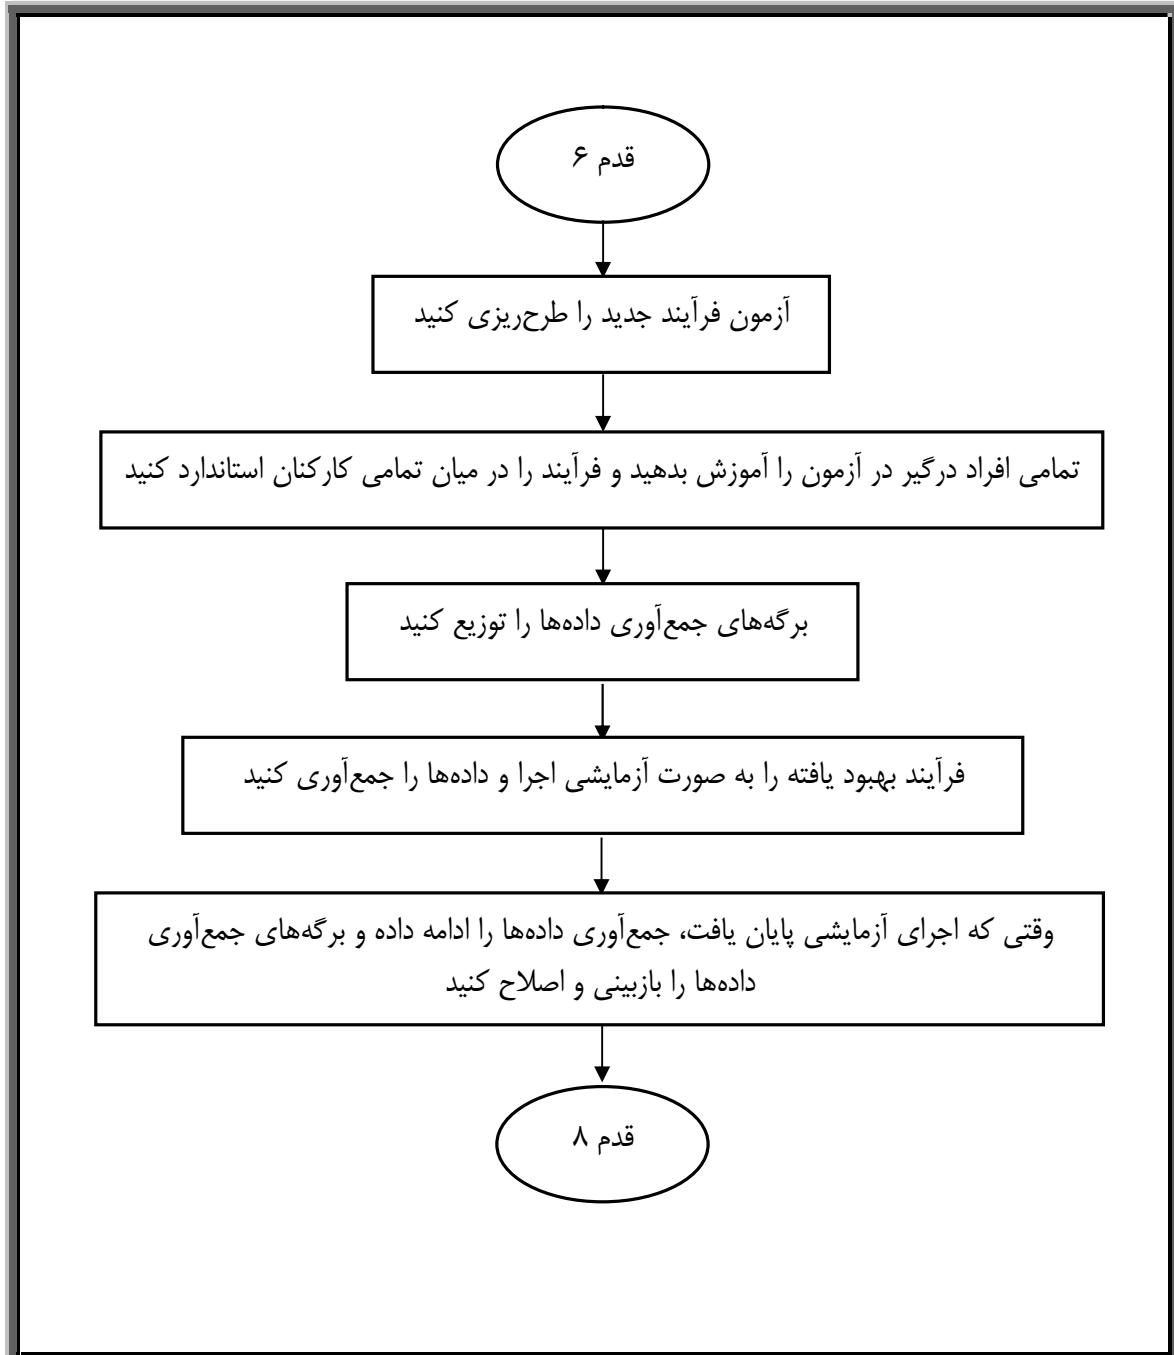 قدم ۶
آزمون فرآیند جدید را طرح‌ریزی کنید
تمامی افراد درگیر در آزمون را آموزش بدهید و فرآیند را در میان تمامی کارکنان استاندارد کنید
برگه‌های جمع‌آوری داده‌ها را توزیع کنید
فرآیند بهبود یافته را به صورت آزمایشی اجرا و داده‌ها را جمع‌آوری کنید
وقتی که اجرای آزمایشی پایان یافت، جمع‌آوری داده‌ها را ادامه داده و برگه‌های جمع‌آوری
داده‌ها را بازبینی و اصلاح کنید
قدم ۸